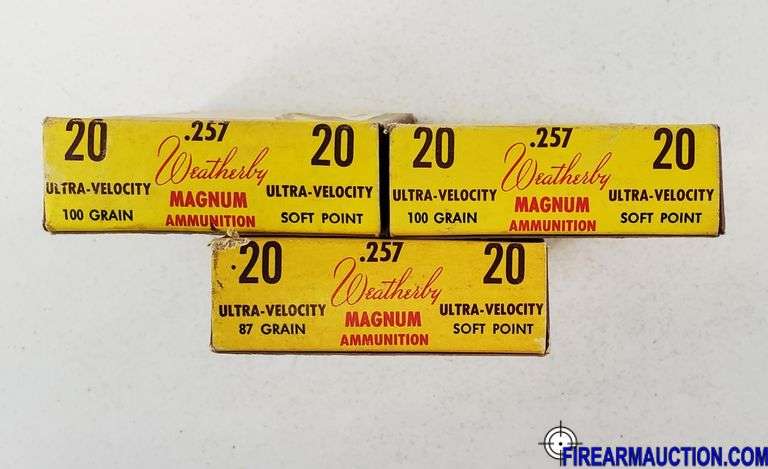 20 .257 20
Weatherby
ULTRA-VELOCITY MAGNUM ULTRA-VELOCITY
100 GRAIN AMMUNITION SOFT POINT
20 .257 20
Weatherby
ULTRA-VELOCITY MAGNUM ULTRA-VELOCITY
100 GRAIN AMMUNITION SOFT POINT
20 .257 20
Weatherby
ULTRA-VELOCITY MAGNUM ULTRA-VELOCITY
87 GRAIN AMMUNITION SOFT POINT
FIREARMAUCTION.COM